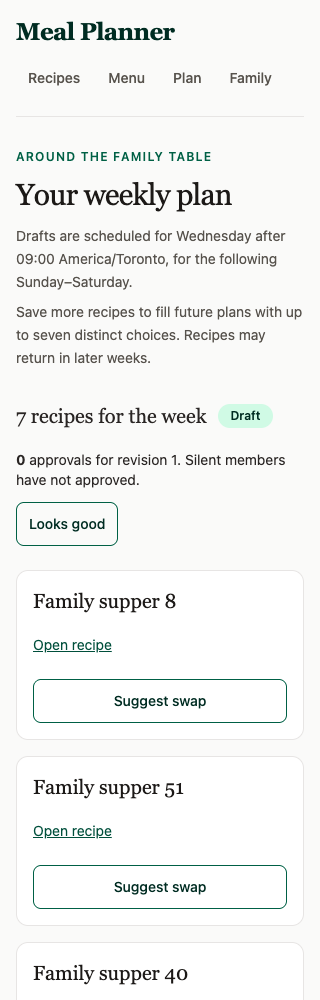 Meal Planner
Recipes Menu Plan Family
AROUND THE FAMILY TABLE
Your weekly plan
Drafts are scheduled for Wednesday after
09:00 America/Toronto, for the following
Sunday–Saturday.
Save more recipes to fill future plans with up
to seven distinct choices. Recipes may
return in later weeks.
7 recipes for the week Draft
0 approvals for revision 1. Silent members
have not approved.
Looks good
Family supper 8
Open recipe
Suggest swap
Family supper 51
Open recipe
Suggest swap
Family supper 40